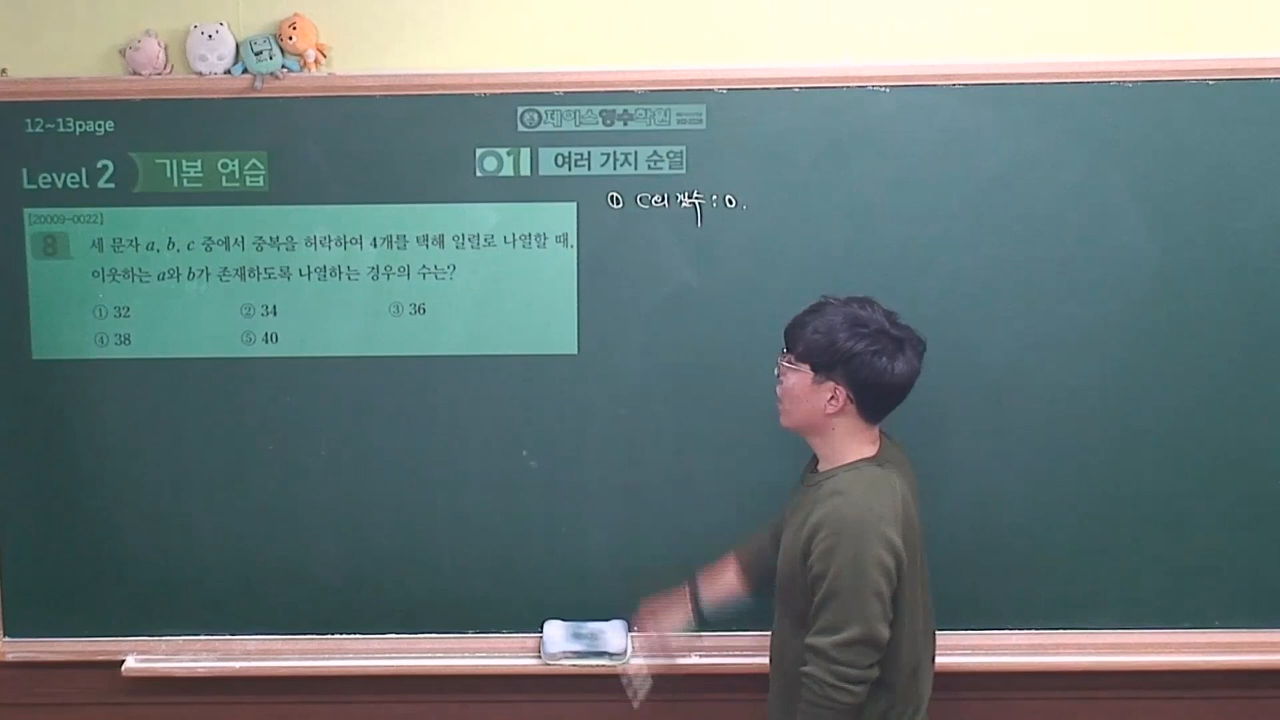 12~13page
제이스영수학원
Level 2 기본 연습
01 여러 가지 순열
① C의 개수 : 0.
[20009-0022]
8 세 문자 a, b, c 중에서 중복을 허락하여 4개를 택해 일렬로 나열할 때,
이웃하는 a와 b가 존재하도록 나열하는 경우의 수는?
① 32 ② 34 ③ 36
④ 38 ⑤ 40